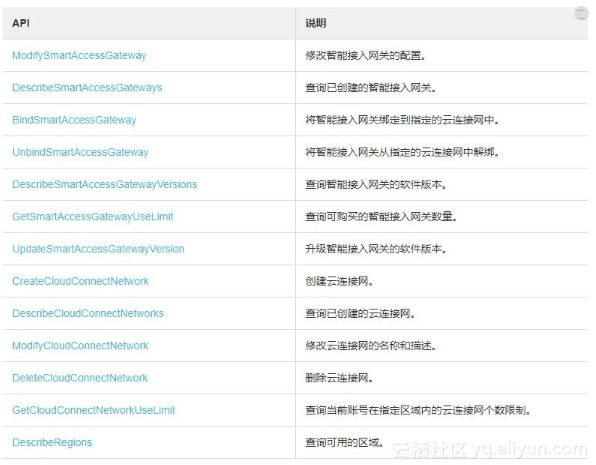 API 说明
ModifySmartAccessGateway 修改智能接入网关的配置。
DescribeSmartAccessGateways 查询已创建的智能接入网关。
BindSmartAccessGateway 将智能接入网关绑定到指定的云连接网中。
UnbindSmartAccessGateway 将智能接入网关从指定的云连接网中解绑。
DescribeSmartAccessGatewayVersions 查询智能接入网关的软件版本。
GetSmartAccessGatewayUseLimit 查询可购买的智能接入网关数量。
UpdateSmartAccessGatewayVersion 升级智能接入网关的软件版本。
CreateCloudConnectNetwork 创建云连接网。
DescribeCloudConnectNetworks 查询已创建的云连接网。
ModifyCloudConnectNetwork 修改云连接网的名称和描述。
DeleteCloudConnectNetwork 删除云连接网。
GetCloudConnectNetworkUseLimit 查询当前账号在指定区域内的云连接网个数限制。
DescribeRegions 查询可用的区域。
云栖社区 yq.aliyun.com